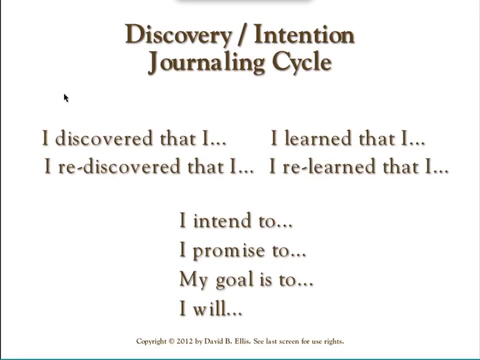 Discovery / Intention
Journaling Cycle
I discovered that I... I learned that I...
I re-discovered that I... I re-learned that I...
I intend to...
I promise to...
My goal is to...
I will...
Copyright © 2012 by David B. Ellis. See last screen for use rights.